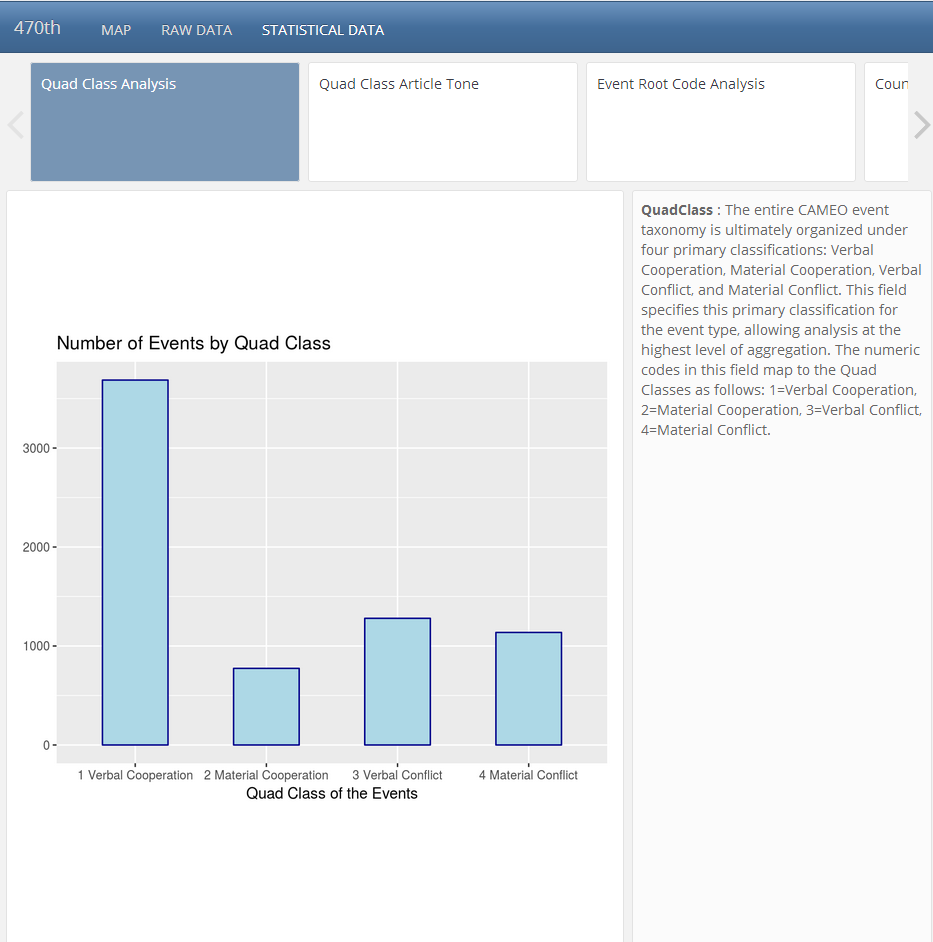 470th MAP RAW DATA STATISTICAL DATA
Quad Class Analysis
Quad Class Article Tone
Event Root Code Analysis
Coun
Number of Events by Quad Class
3000
2000
1000
0
1 Verbal Cooperation 2 Material Cooperation 3 Verbal Conflict 4 Material Conflict
Quad Class of the Events
QuadClass : The entire CAMEO event
taxonomy is ultimately organized under
four primary classifications: Verbal
Cooperation, Material Cooperation, Verbal
Conflict, and Material Conflict. This field
specifies this primary classification for
the event type, allowing analysis at the
highest level of aggregation. The numeric
codes in this field map to the Quad
Classes as follows: 1=Verbal Cooperation,
2=Material Cooperation, 3=Verbal Conflict,
4=Material Conflict.